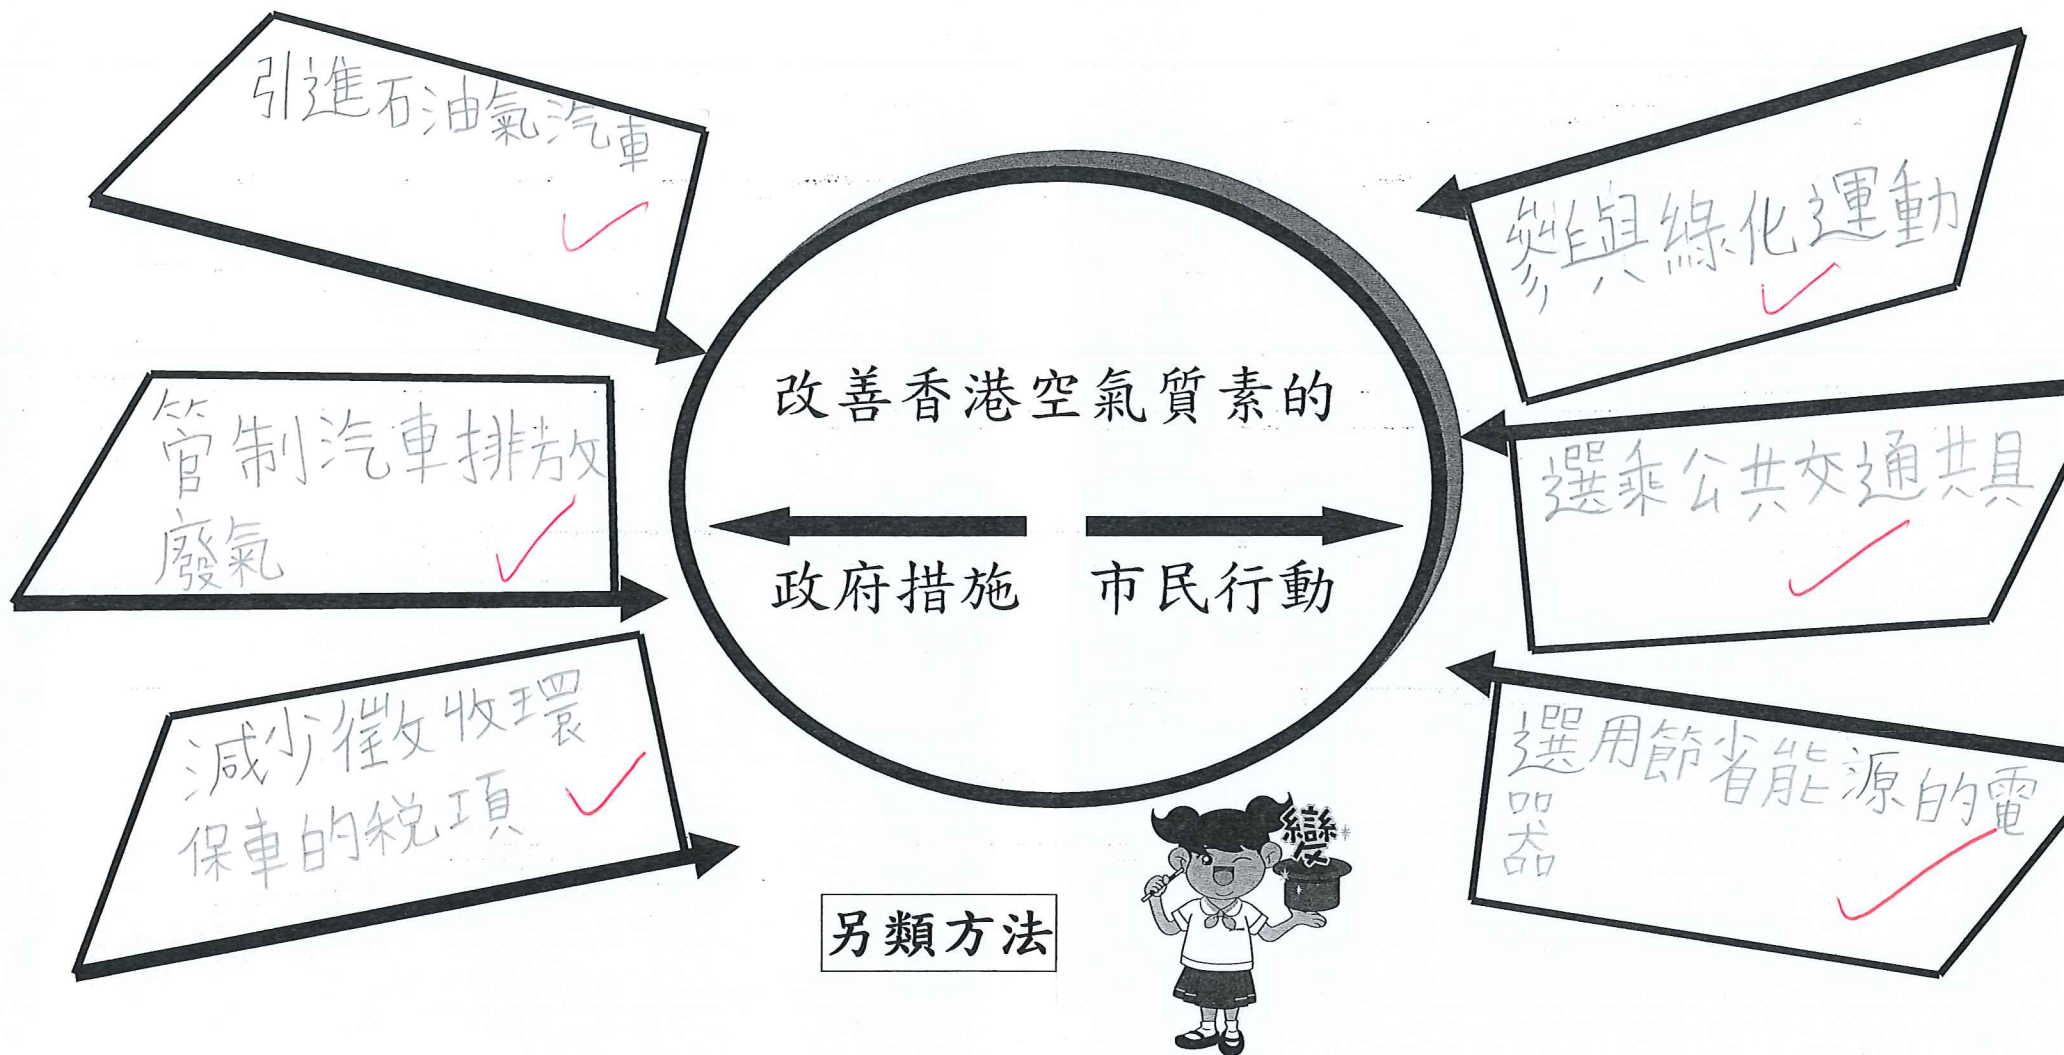 引進石油氣汽車
管制汽車排放
廢氣
減少徵收環
保車的稅項
改善香港空氣質素的
政府措施 市民行動
參與綠化運動
選乘公共交通共具
選用節省能源的電
器
另類方法
變